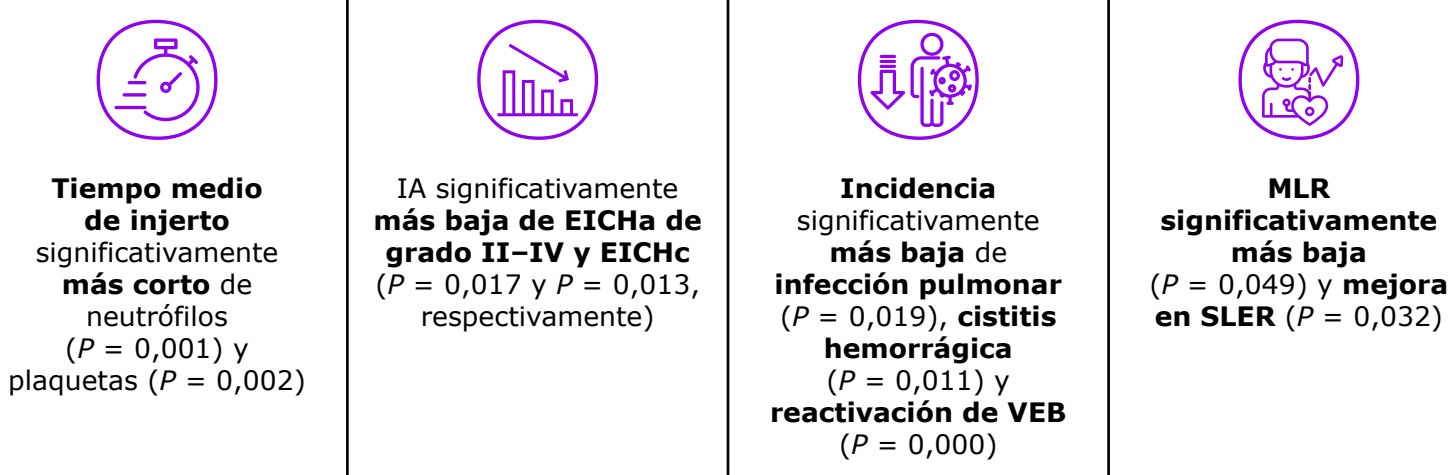 Tiempo medio
de injerto
significativamente
más corto de
neutrófilos
(P = 0,001) y
plaquetas (P = 0,002)
IA significativamente
más baja de EICHa de
grado II–IV y EICHc
(P = 0,017 y P = 0,013,
respectivamente)
Incidencia
significativamente
más baja de
infección pulmonar
(P = 0,019), cistitis
hemorrágica
(P = 0,011) y
reactivación de VEB
(P = 0,000)
MLR
significativamente
más baja
(P = 0,049) y mejora
en SLER (P = 0,032)